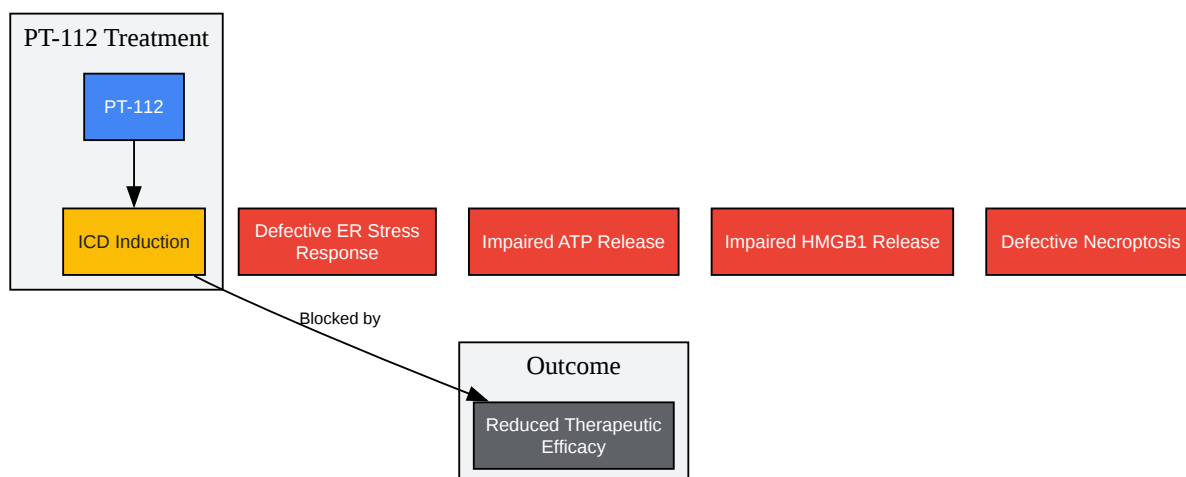 PT-112 Treatment
PT-112
ICD Induction
Defective ER Stress
Response
Impaired ATP Release
Impaired HMGB1 Release
Defective Necroptosis
Blocked by
Outcome
Reduced Therapeutic
Efficacy